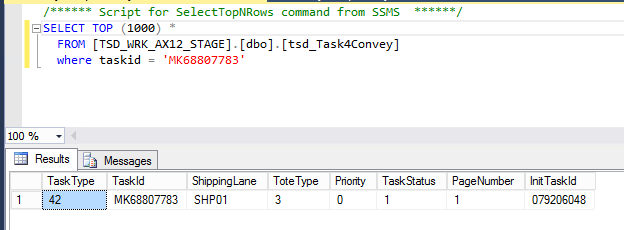 /****** Script for SelectTopNRows command from SSMS  ******/
SELECT TOP (1000) *
FROM [TSD_WRK_AX12_STAGE].[dbo].[tsd_Task4Convey]
where taskid = 'MK68807783'
100 %
Results Messages
TaskType TaskId ShippingLane ToteType Priority TaskStatus PageNumber InitTaskId
1 42 MK68807783 SHP01 3 0 1 1 079206048